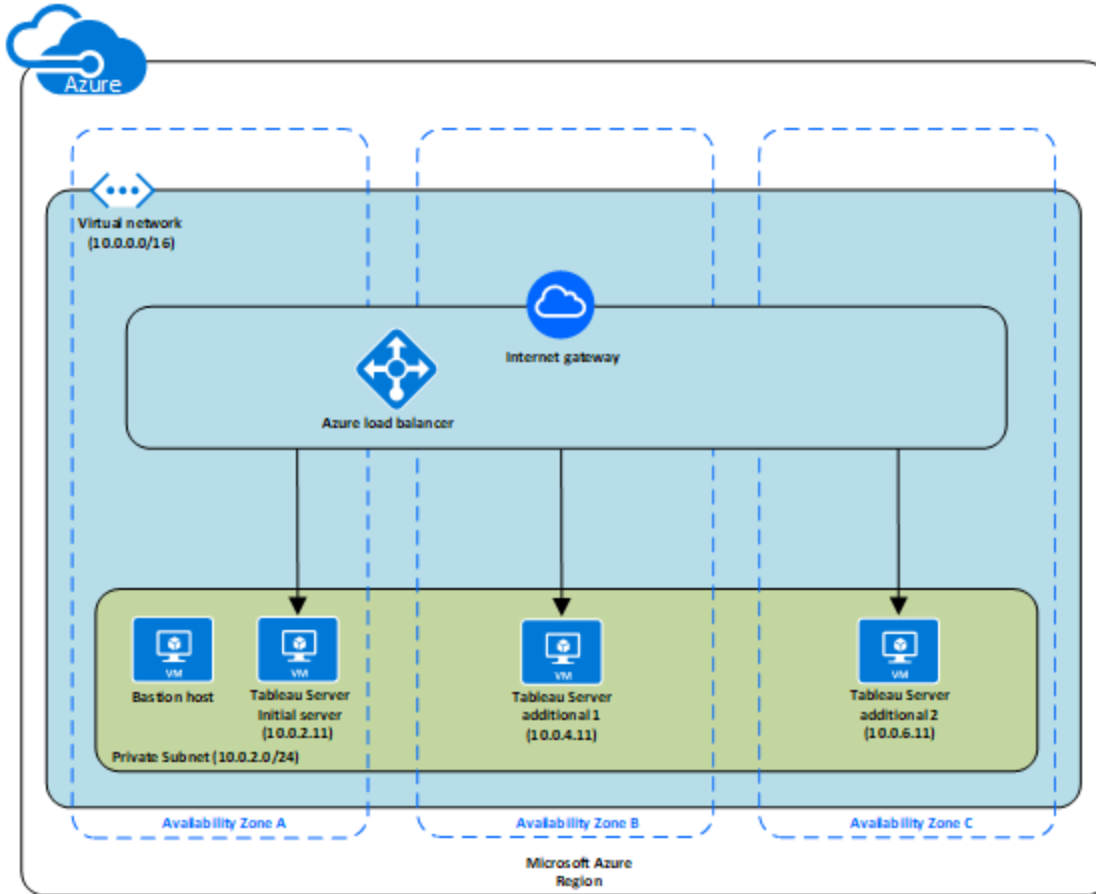 Azure
Virtual network
(10.0.0.0/16)
Internet gateway
Azure load balancer
VM
Bastion host
VM
Tableau Server
Initial server
(10.0.2.11)
VM
Tableau Server
additional 1
(10.0.4.11)
VM
Tableau Server
additional 2
(10.0.6.11)
Private Subnet (10.0.2.0/24)
Availability Zone A
Availability Zone B
Availability Zone C
Microsoft Azure
Region